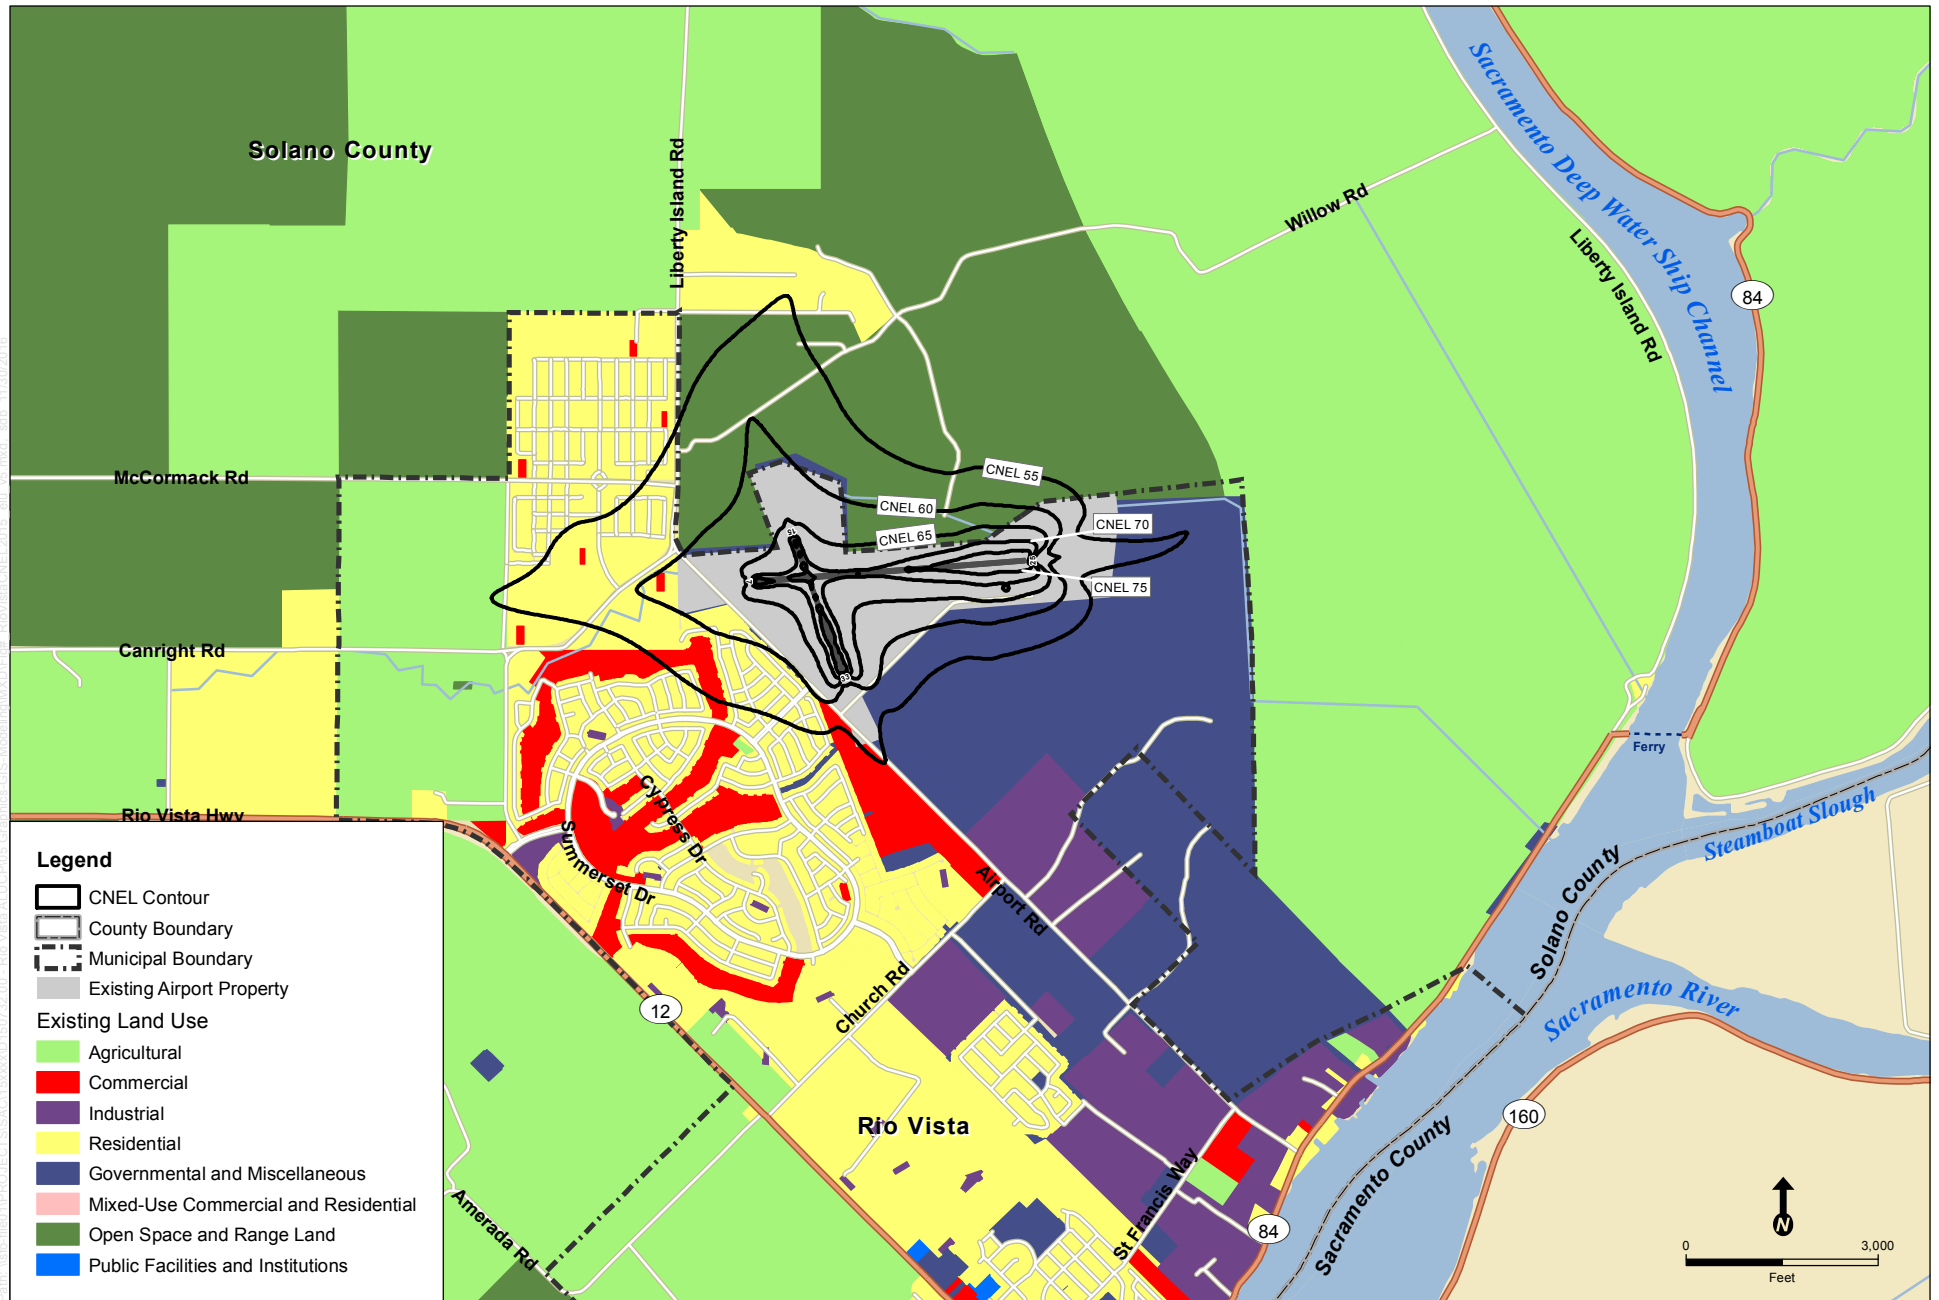 Solano County
Liberty Island Rd
Willow Rd
Sacramento Deep Water Ship Channel
Liberty Island Rd
84
McCormack Rd
CNEL 55
CNEL 60
CNEL 65
CNEL 70
CNEL 75
15
7
25
33
Canright Rd
Ferry
Rio Vista Hwy
Cypress Dr
Summerset Dr
Steamboat Slough
Airport Rd
Solano County
Church Rd
12
Sacramento River
Rio Vista
160
Sacramento County
St Francis Way
84
Amerada Rd
Legend
CNEL Contour
County Boundary
Municipal Boundary
Existing Airport Property
Existing Land Use
Agricultural
Commercial
Industrial
Residential
Governmental and Miscellaneous
Mixed-Use Commercial and Residential
Open Space and Range Land
Public Facilities and Institutions
N
0 3,000
Feet